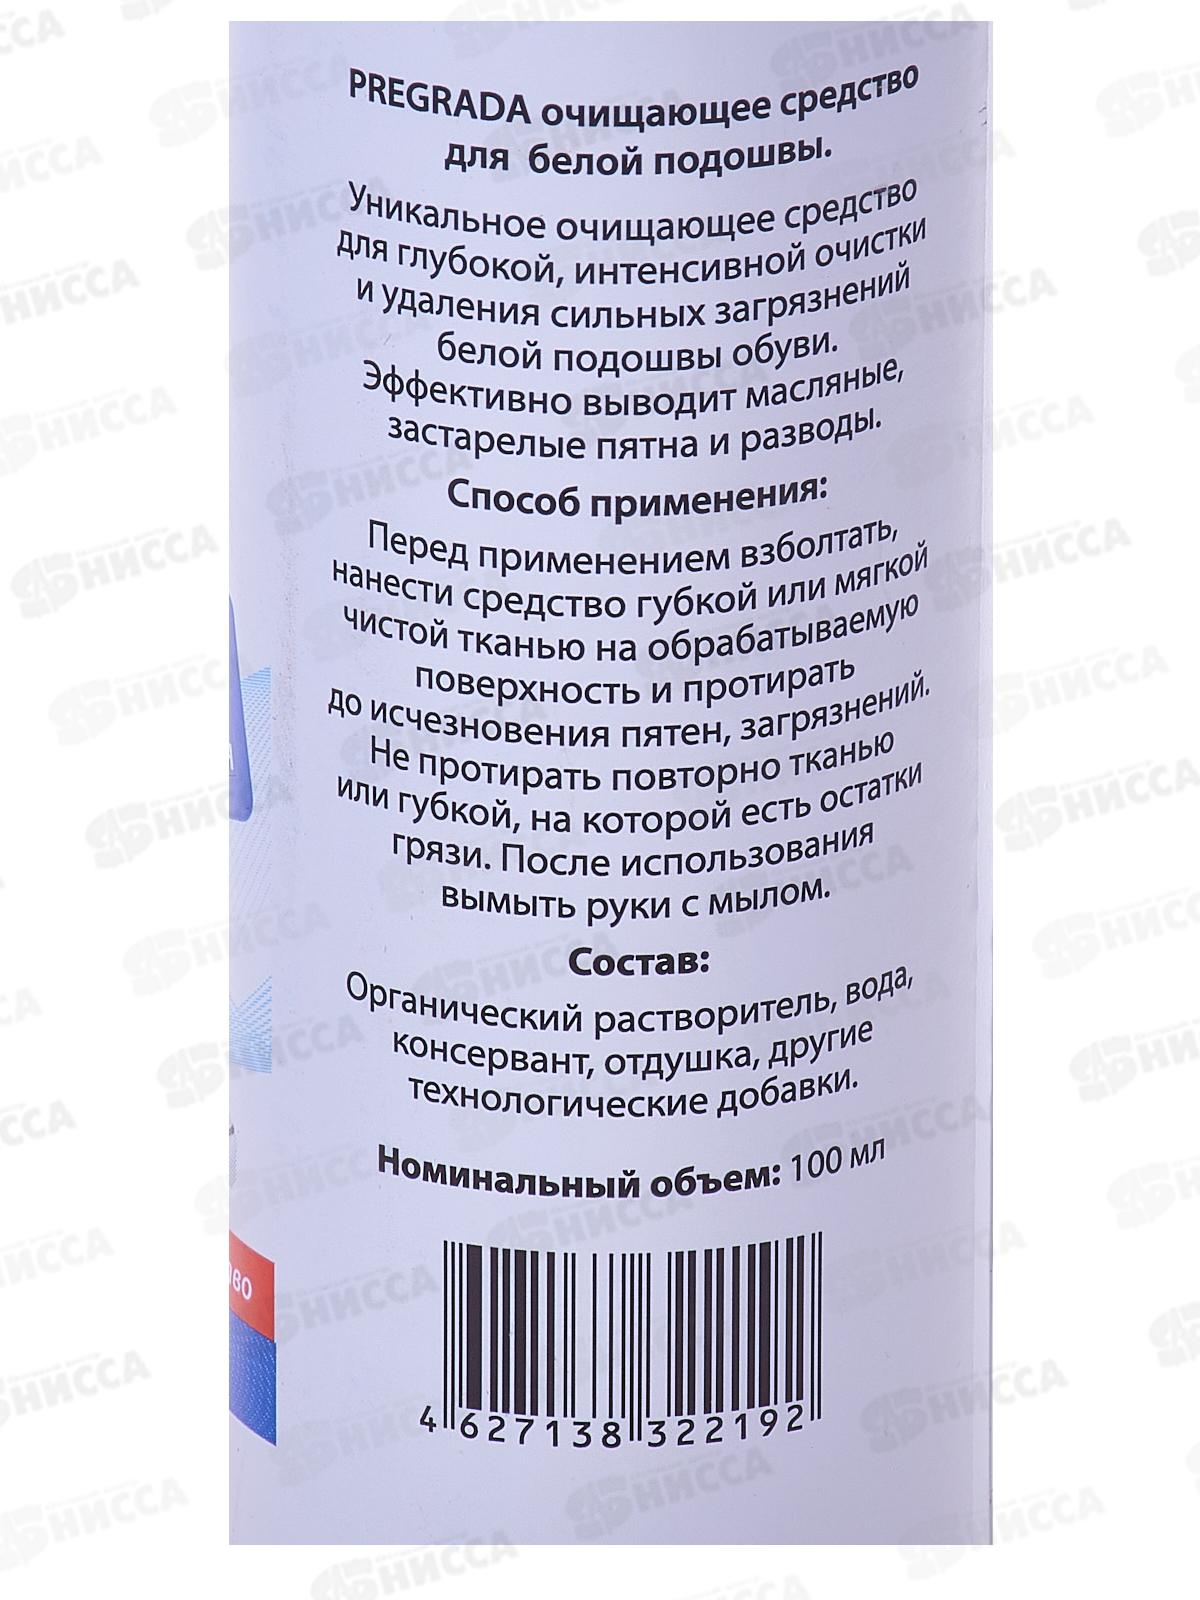 PREGRADA очищающее средство
для белой подошвы.
Уникальное очищающее средство
для глубокой, интенсивной очистки
и удаления сильных загрязнений
белой подошвы обуви.
Эффективно выводит масляные,
застарелые пятна и разводы.
Способ применения:
Перед применением взболтать,
нанести средство губкой или мягкой
чистой тканью на обрабатываемую
поверхность и протирать
до исчезновения пятен, загрязнений.
Не протирать повторно тканью
или губкой, на которой есть остатки
грязи. После использования
вымыть руки с мылом.
Состав:
Органический растворитель, вода,
консервант, отдушка, другие
технологические добавки.
Номинальный объем: 100 мл
4 627138 322192